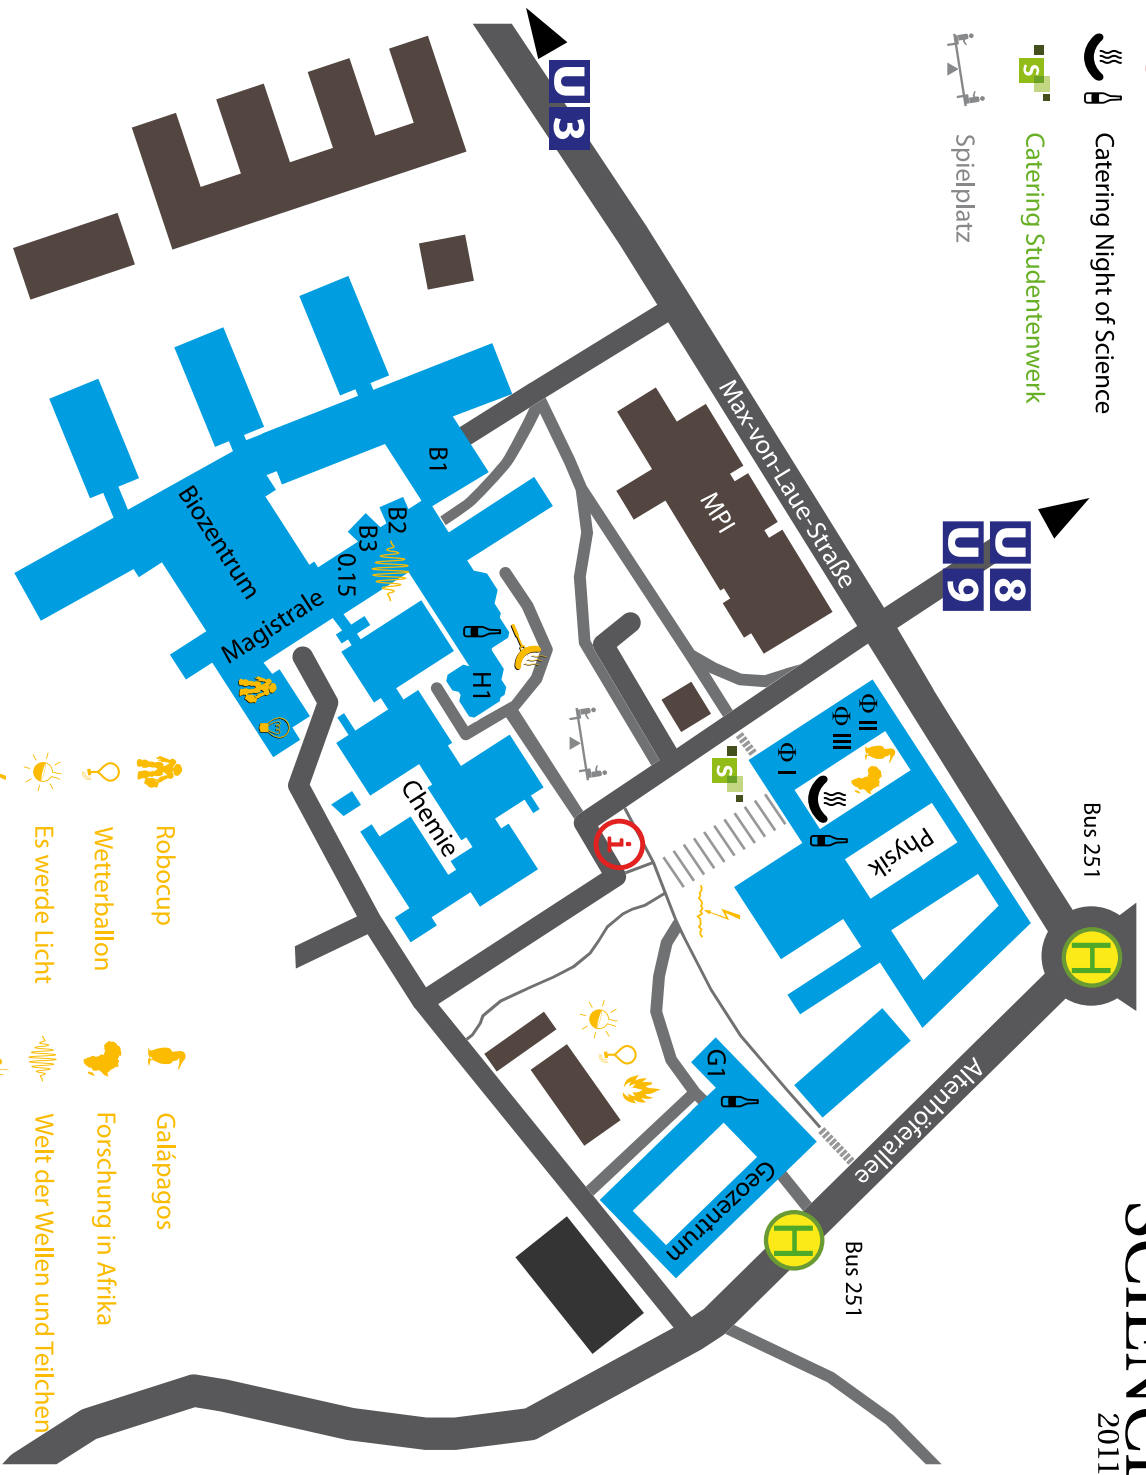 SCIENC
2011
Catering Night of Science
S
Catering Studentenwerk
Spielplatz
U3
U8
U9
Bus 251
H
Max-von-Laue-Straße
MPI
Φ II
Φ III
Φ I
Physik
S
i
B1
B2
B3
0.15
H1
Biozentrum
Magistrale
Chemie
Altenhöferallee
G1
Geozentrum
H
Bus 251
Robocup
Wetterballon
Es werde Licht
Galápagos
Forschung in Afrika
Welt der Wellen und Teilchen